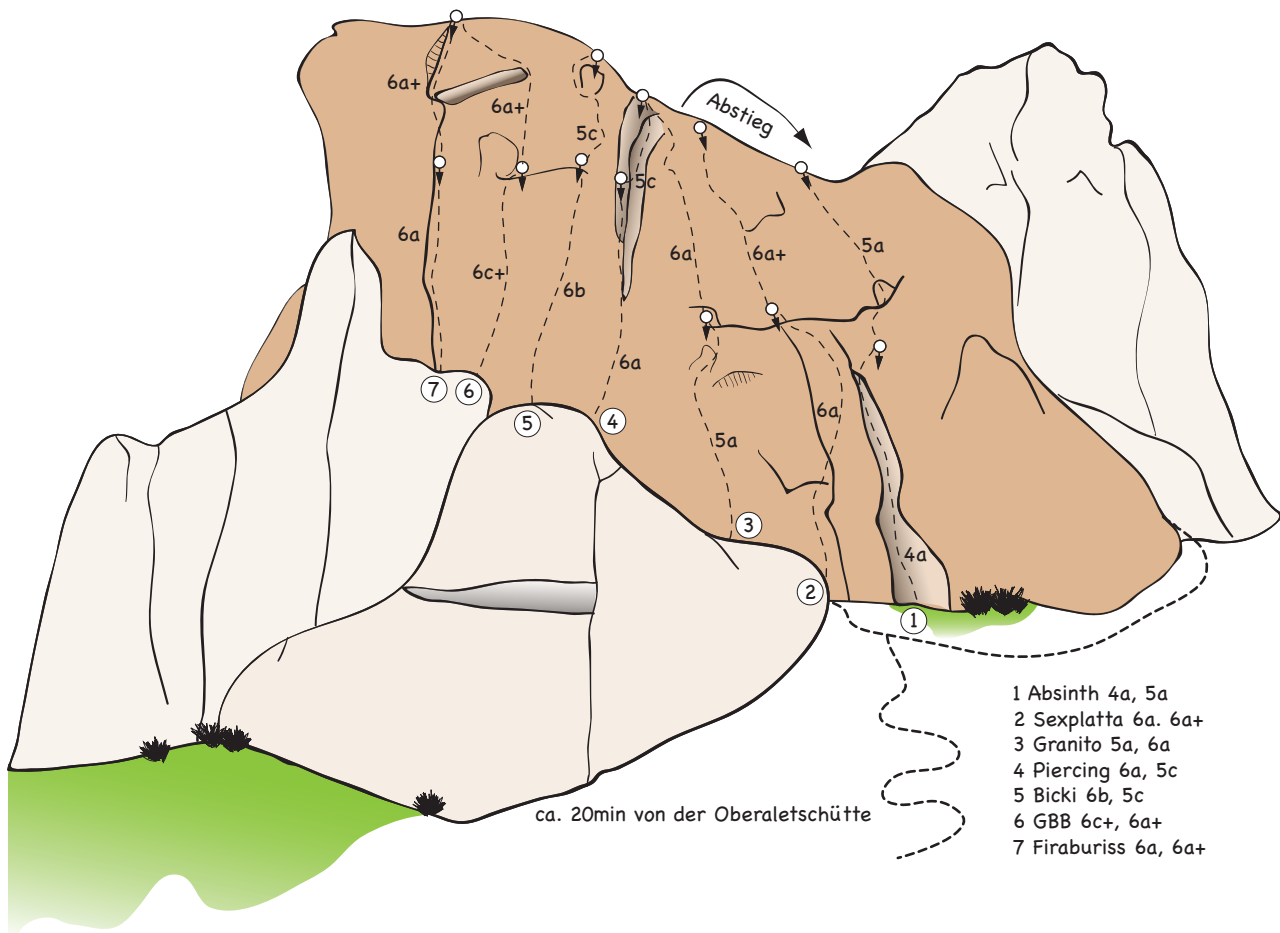 6a+
6a+
5c
Abstieg
5c
6a
6c+
6b
6a
6a+
5a
6a
7
6
5
4
6a
5a
3
2
4a
1
1 Absinth 4a, 5a
2 Sexplatta 6a. 6a+
3 Granito 5a, 6a
4 Piercing 6a, 5c
5 Bicki 6b, 5c
6 GBB 6c+, 6a+
7 Firaburiss 6a, 6a+
ca. 20min von der Oberaletschütte